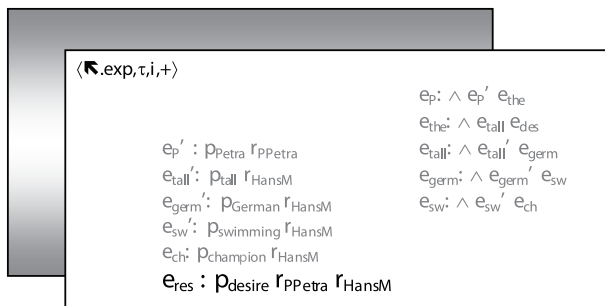 ⟨↖.exp,τ,i,+⟩
e_P: ∧ e_P′ e_the
e_the: ∧ e_tall e_des
e_P′ : p_Petra r_PPetra e_tall: ∧ e_tall′ e_germ
e_tall′: p_tall r_HansM e_germ: ∧ e_germ′ e_sw
e_germ′: p_German r_HansM e_sw: ∧ e_sw′ e_ch
e_sw′: p_swimming r_HansM
e_ch: p_champion r_HansM
e_res : p_desire r_PPetra r_HansM